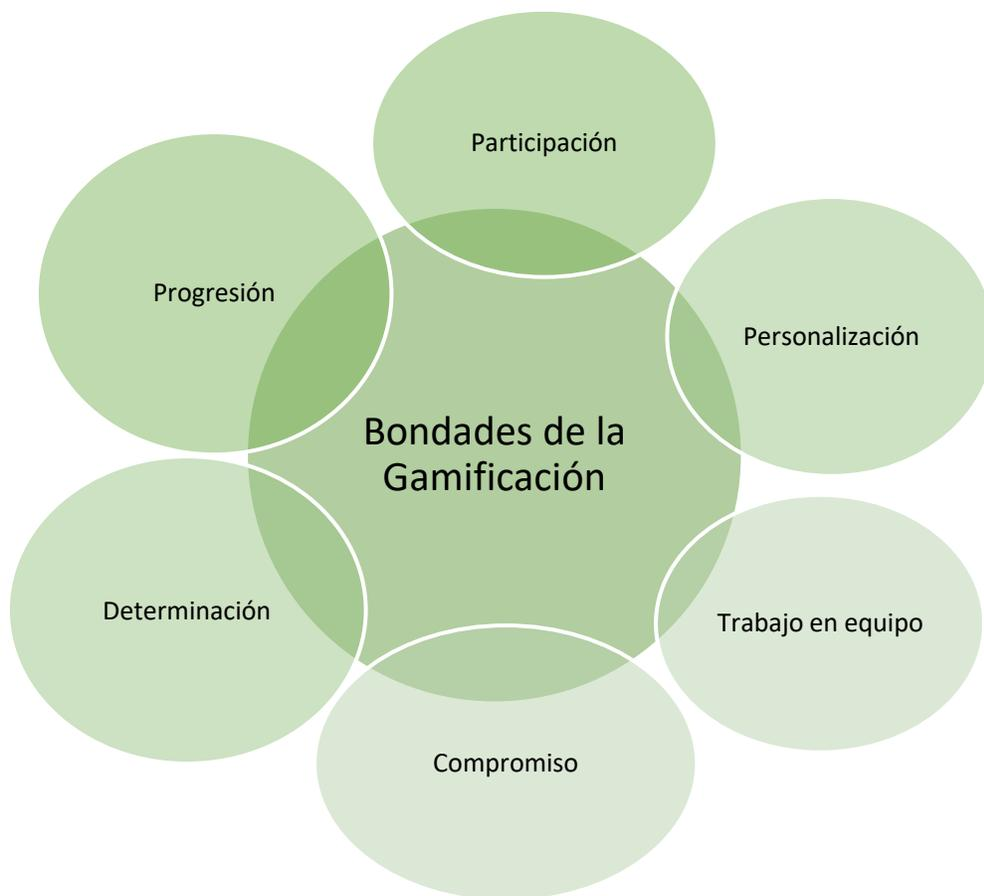 Participación
Progresión
Personalización
Bondades de la
Gamificación
Determinación
Trabajo en equipo
Compromiso